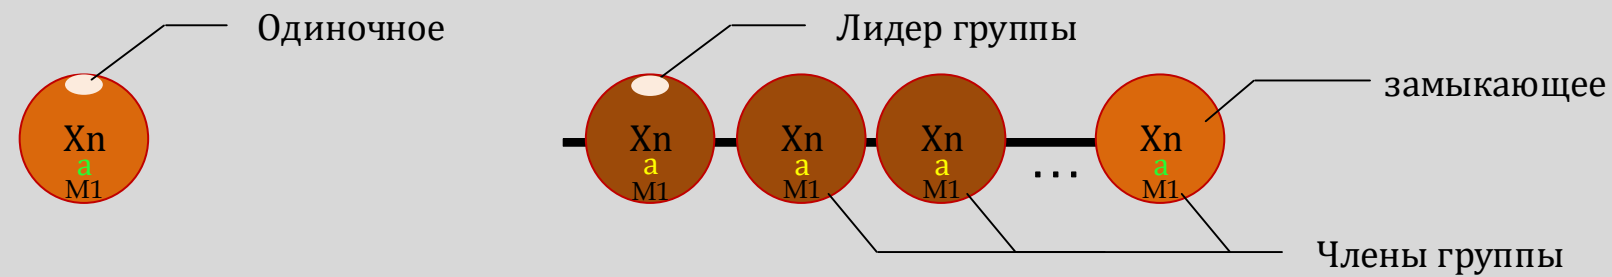 Одиночное
Лидер группы
замыкающее
Xn
a
M1
Xn
a
M1
Xn
a
M1
Xn
a
M1
...
Xn
a
M1
Члены группы